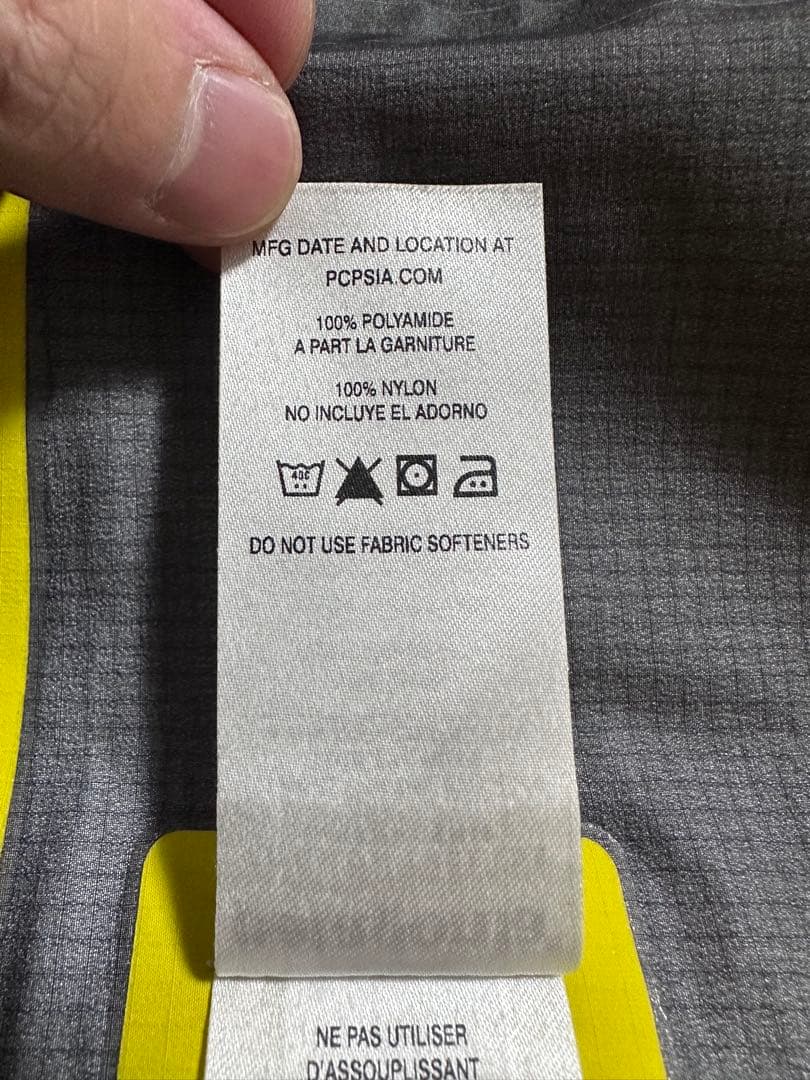 MFG DATE AND LOCATION AT
PCPSIA.COM
100% POLYAMIDE
A PART LA GARNITURE
100% NYLON
NO INCLUYE EL ADORNO
40C
DO NOT USE FABRIC SOFTENERS
NE PAS UTILISER
D'ASSOUPLISSANT